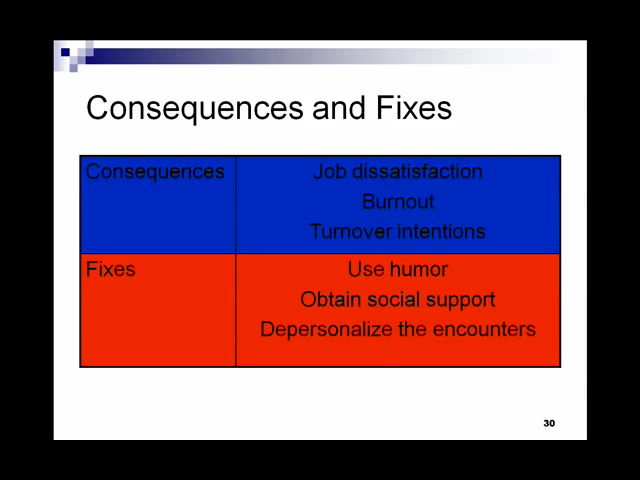 Consequences and Fixes
Consequences
Job dissatisfaction
Burnout
Turnover intentions
Fixes
Use humor
Obtain social support
Depersonalize the encounters
30